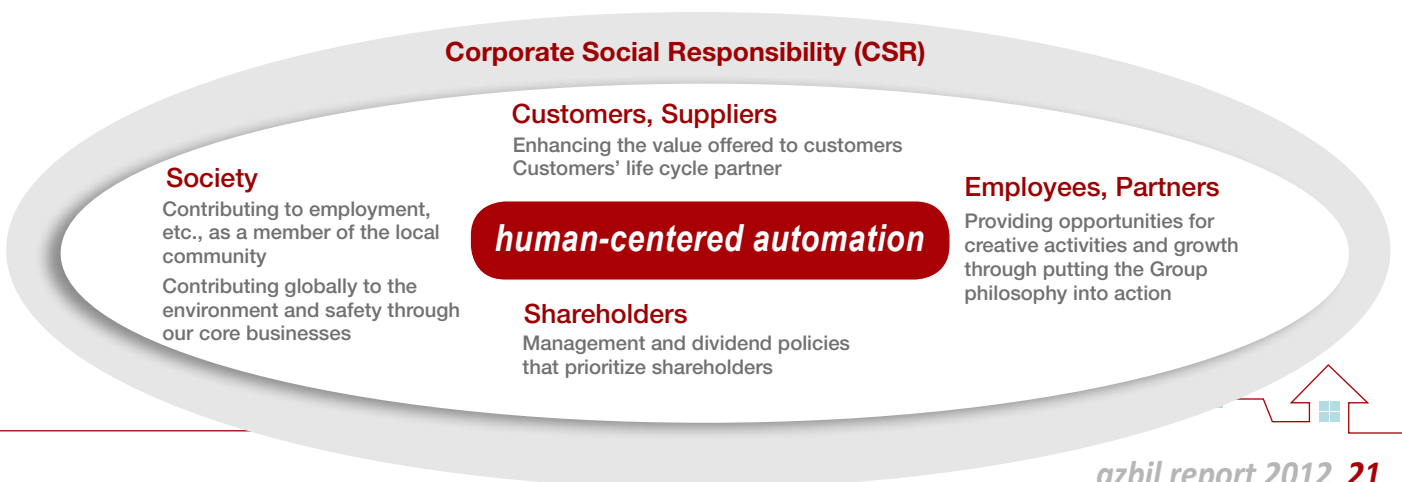 Corporate Social Responsibility (CSR)
Customers, Suppliers
Enhancing the value offered to customers
Customers' life cycle partner
Society
Contributing to employment,
etc., as a member of the local
community
Contributing globally to the
environment and safety through
our core businesses
human-centered automation
Employees, Partners
Providing opportunities for
creative activities and growth
through putting the Group
philosophy into action
Shareholders
Management and dividend policies
that prioritize shareholders
azbil report 2012 21